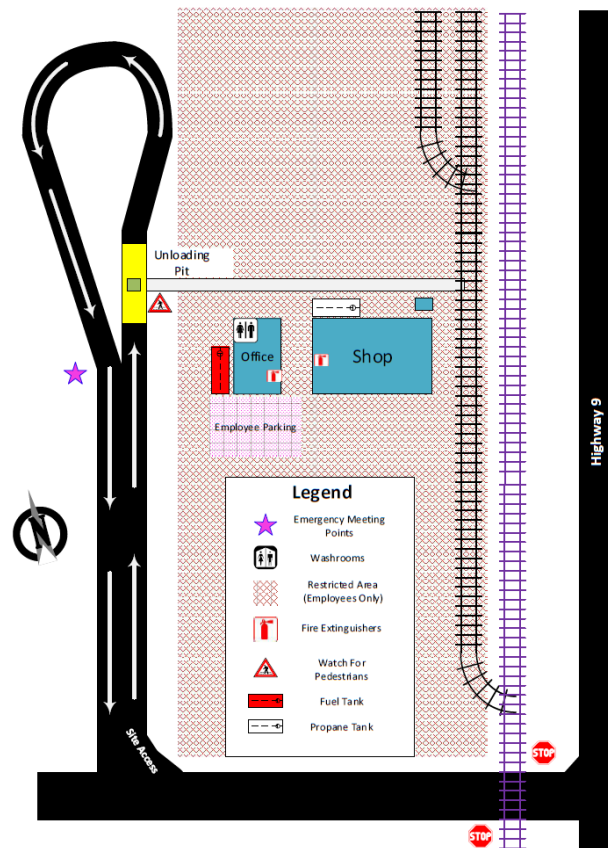 Unloading
Pit
Office
Shop
Employee Parking
Highway 9
Legend
Emergency Meeting
Points
Washrooms
Restricted Area
(Employees Only)
Fire Extinguishers
Watch For
Pedestrians
Fuel Tank
Propane Tank
N
Site Access
STOP
STOP